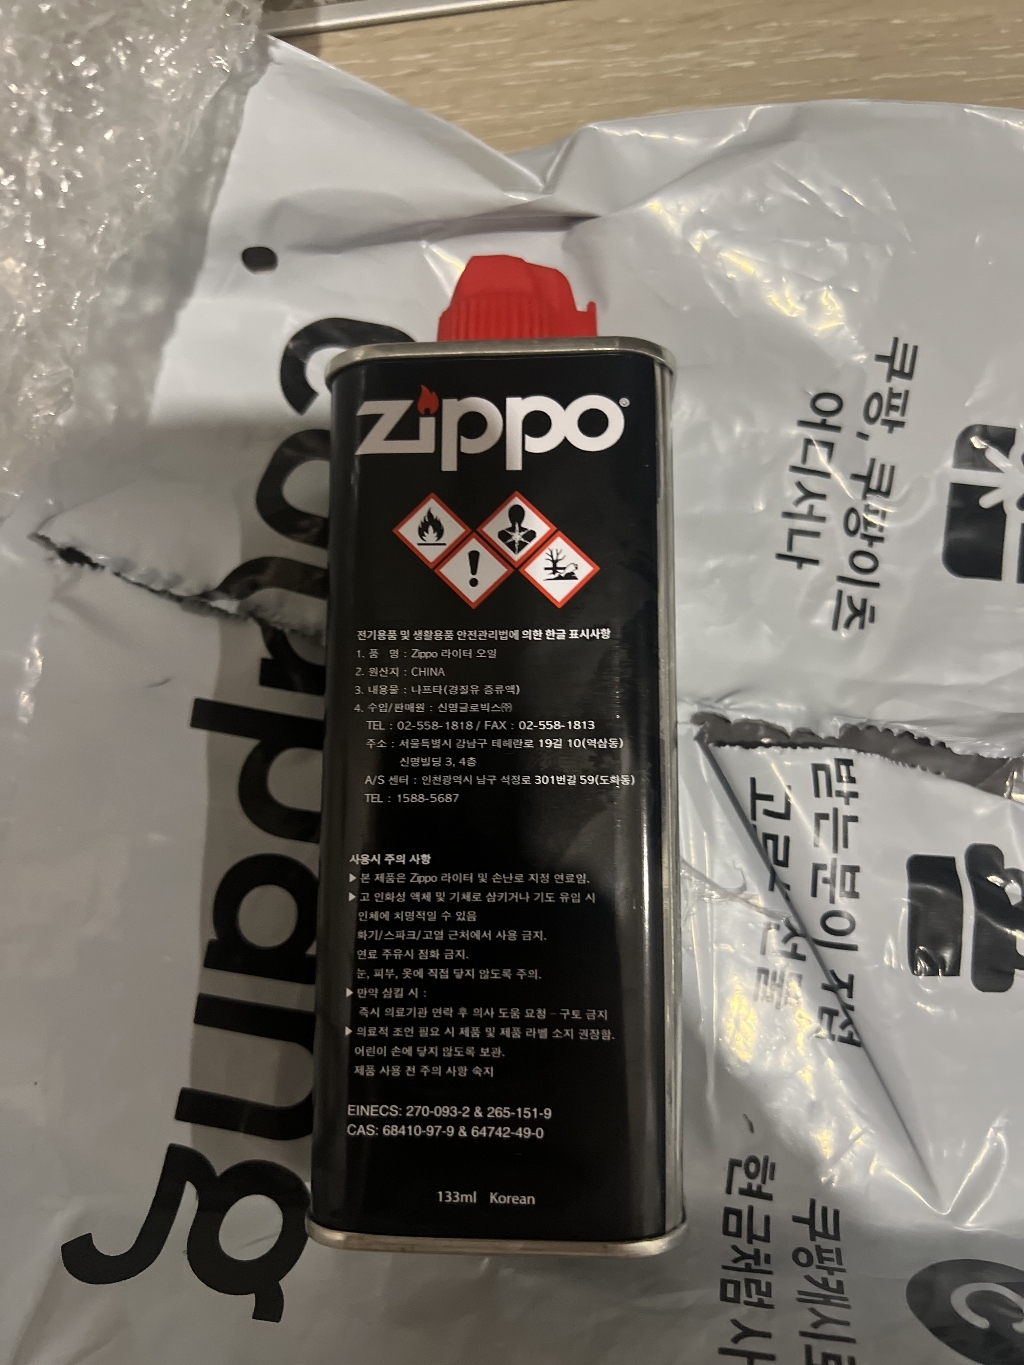 zippo®
전기용품 및 생활용품 안전관리법에 의한 한글 표시사항
1. 품 명 : Zippo 라이터 오일
2. 원산지 : CHINA
3. 내용물 : 나프타(경질유 증류액)
4. 수입/판매원 : 신명글로빅스㈜
TEL : 02-558-1818 / FAX : 02-558-1813
주소 : 서울특별시 강남구 테헤란로 19길 10(역삼동)
신명빌딩 3, 4층
A/S 센터 : 인천광역시 남구 석정로 301번길 59(도화동)
TEL : 1588-5687
사용시 주의 사항
▶ 본 제품은 Zippo 라이터 및 손난로 지정 연료임.
▶ 고 인화성 액체 및 기체로 삼키거나 기도 유입 시
인체에 치명적일 수 있음
화기/스파크/고열 근처에서 사용 금지.
연료 주유시 점화 금지.
눈, 피부, 옷에 직접 닿지 않도록 주의.
▶ 만약 삼킬 시 :
즉시 의료기관 연락 후 의사 도움 요청 - 구토 금지
▶ 의료적 조언 필요 시 제품 및 제품 라벨 소지 권장함.
어린이 손에 닿지 않도록 보관.
제품 사용 전 주의 사항 숙지
EINECS: 270-093-2 & 265-151-9
CAS: 68410-97-9 & 64742-49-0
133ml Korean
coupang
쿠팡, 쿠팡이츠
어디서나
받는분이 직접
고르는 선물
쿠팡캐시로
현금처럼